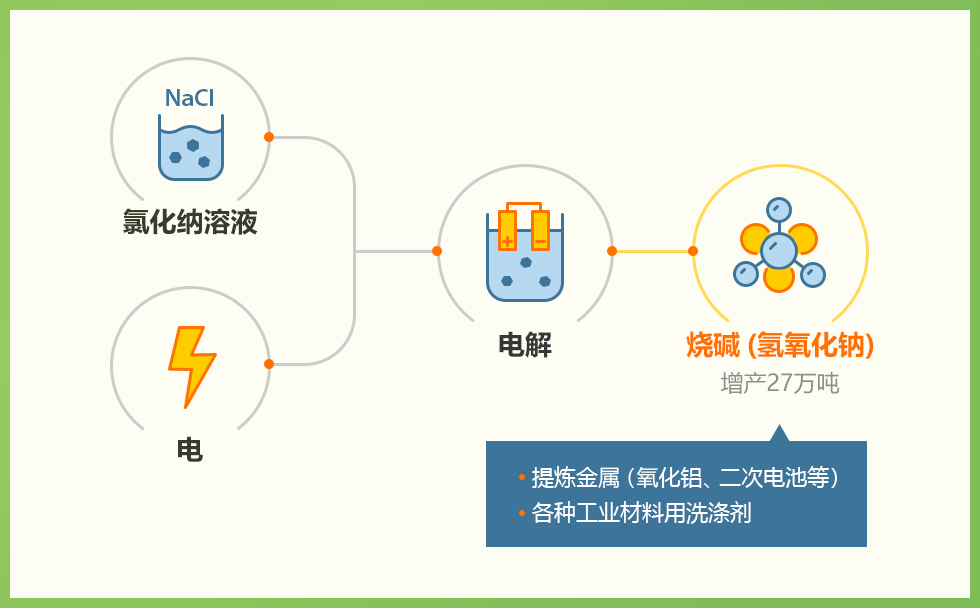 NaCl
氯化纳溶液
电
电解
烧碱 (氢氧化钠)
增产27万吨
• 提炼金属 (氧化铝、二次电池等)
• 各种工业材料用洗涤剂